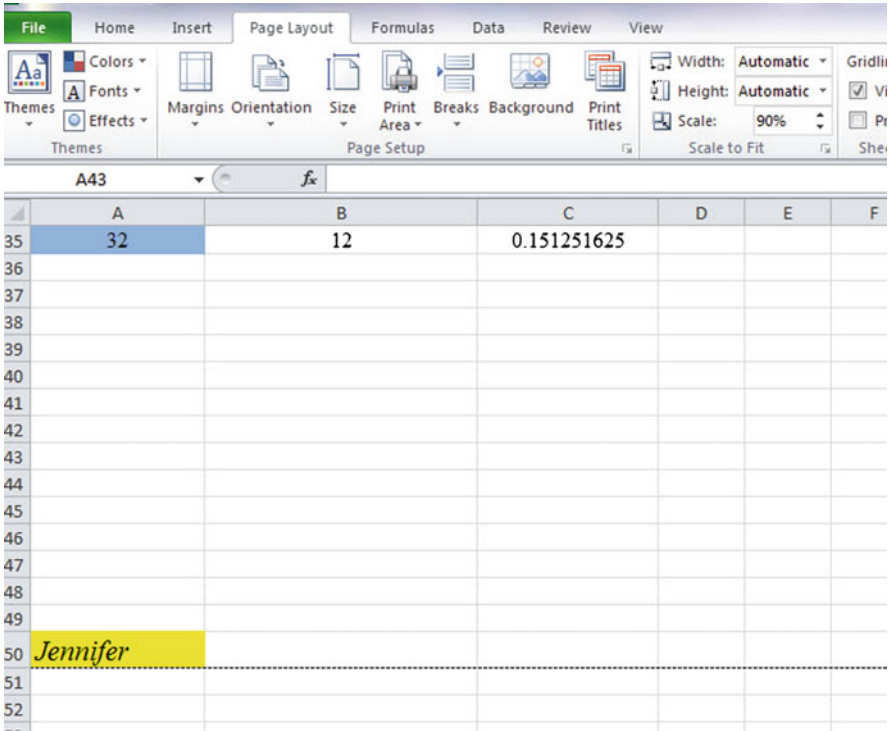 File Home Insert Page Layout Formulas Data Review View
Aa Colors Width: Automatic
A Fonts Height: Automatic
Themes Effects Margins Orientation Size Print Area Breaks Background Print Titles Scale: 90%
Themes Page Setup Scale to Fit
A43 fx
A B C D E F
35 32 12 0.151251625
36
37
38
39
40
41
42
43
44
45
46
47
48
49
50 Jennifer
51
52